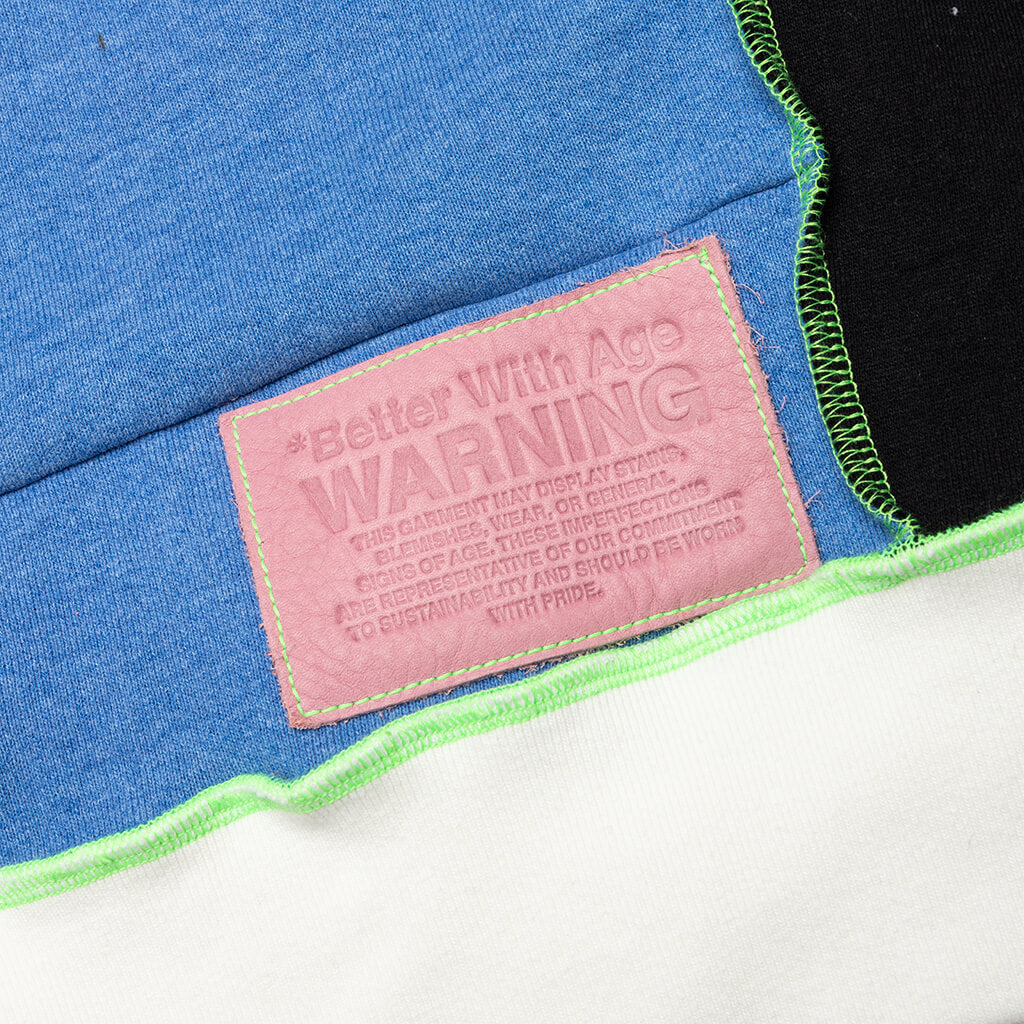 *Better With Age
WARNING
THIS GARMENT MAY DISPLAY STAINS,
BLEMISHES, WEAR, OR GENERAL
SIGNS OF AGE. THESE IMPERFECTIONS
ARE REPRESENTATIVE OF OUR COMMITMENT
TO SUSTAINABILITY AND SHOULD BE WORN
WITH PRIDE.